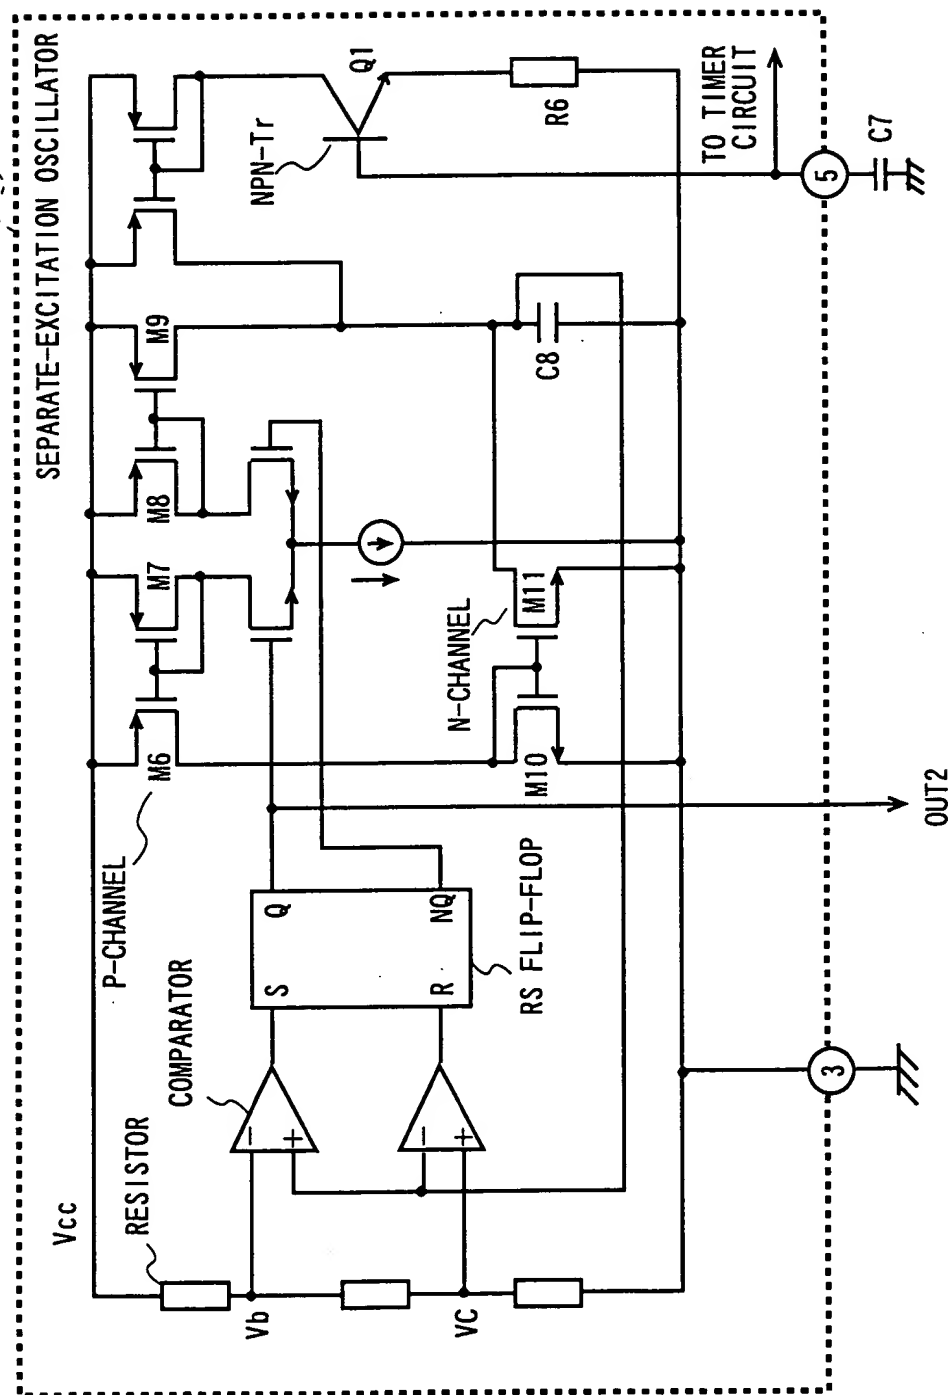 SEPARATE-EXCITATION OSCILLATOR
Vcc
RESISTOR
COMPARATOR
P-CHANNEL
M6
M7
M8
M9
NPN-Tr
Q1
R6
Vb
VC
−
+
−
+
S
R
Q
NQ
RS FLIP-FLOP
N-CHANNEL
M10
M11
C8
TO TIMER
CIRCUIT
3
OUT2
5
C7